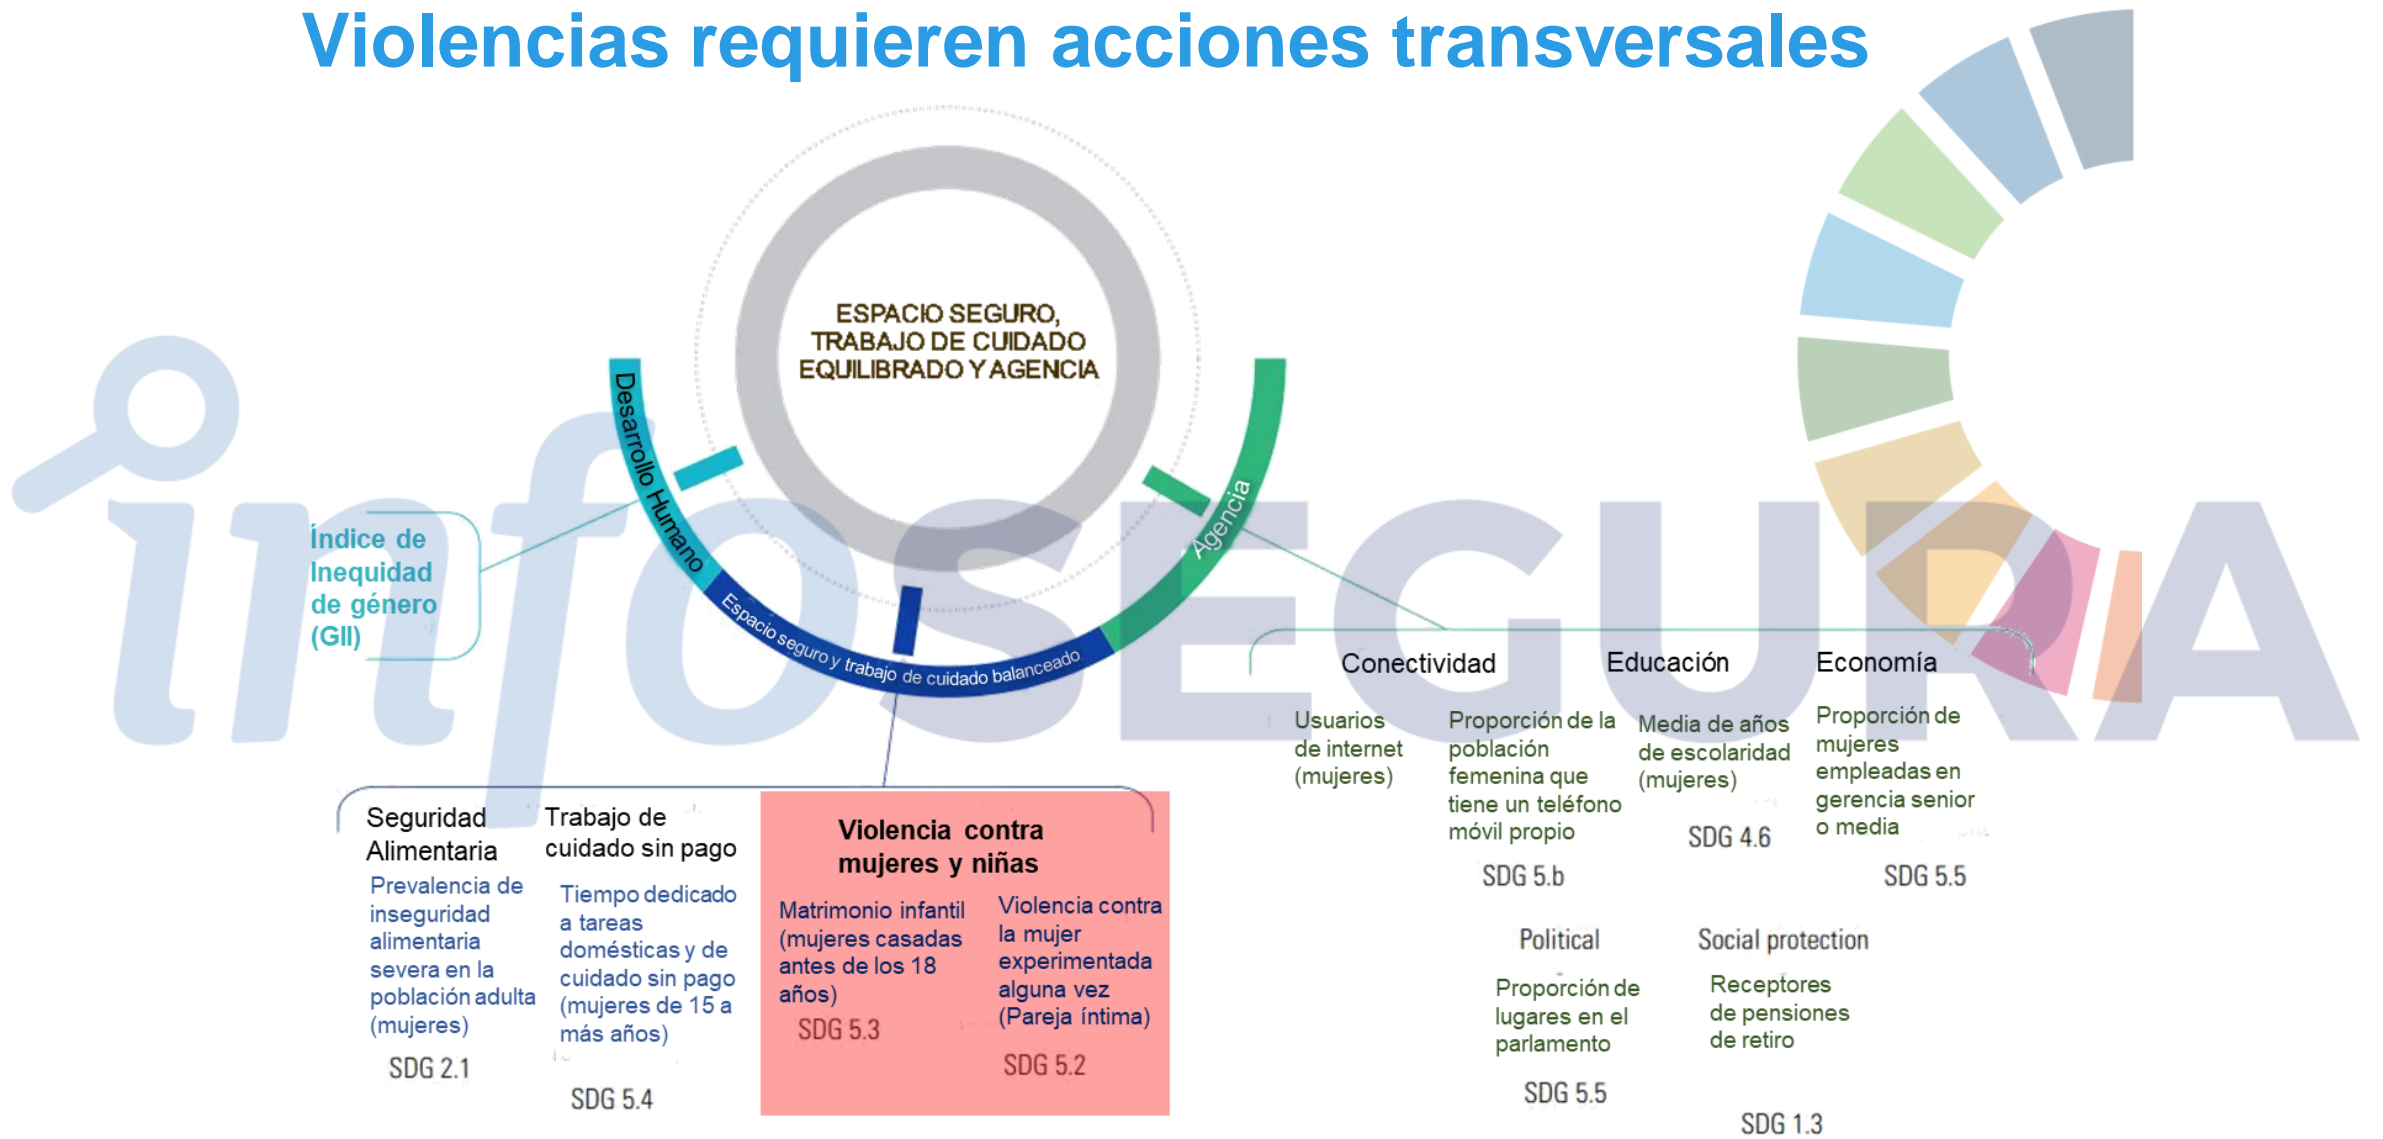 Violencias requieren acciones transversales
ESPACIO SEGURO,
TRABAJO DE CUIDADO
EQUILIBRADO Y AGENCIA
Desarrollo Humano
Espacio seguro y trabajo de cuidado balanceado
Agencia
infoSEGURA
Índice de
Inequidad
de género
(GII)
Seguridad
Alimentaria
Prevalencia de
inseguridad
alimentaria
severa en la
población adulta
(mujeres)
SDG 2.1
Trabajo de
cuidado sin pago
Tiempo dedicado
a tareas
domésticas y de
cuidado sin pago
(mujeres de 15 a
más años)
SDG 5.4
Violencia contra
mujeres y niñas
Matrimonio infantil
(mujeres casadas
antes de los 18
años)
SDG 5.3
Violencia contra
la mujer
experimentada
alguna vez
(Pareja íntima)
SDG 5.2
Conectividad
Usuarios
de internet
(mujeres)
Proporción de la
población
femenina que
tiene un teléfono
móvil propio
SDG 5.b
Educación
Media de años
de escolaridad
(mujeres)
SDG 4.6
Economía
Proporción de
mujeres
empleadas en
gerencia senior
o media
SDG 5.5
Political
Proporción de
lugares en el
parlamento
SDG 5.5
Social protection
Receptores
de pensiones
de retiro
SDG 1.3